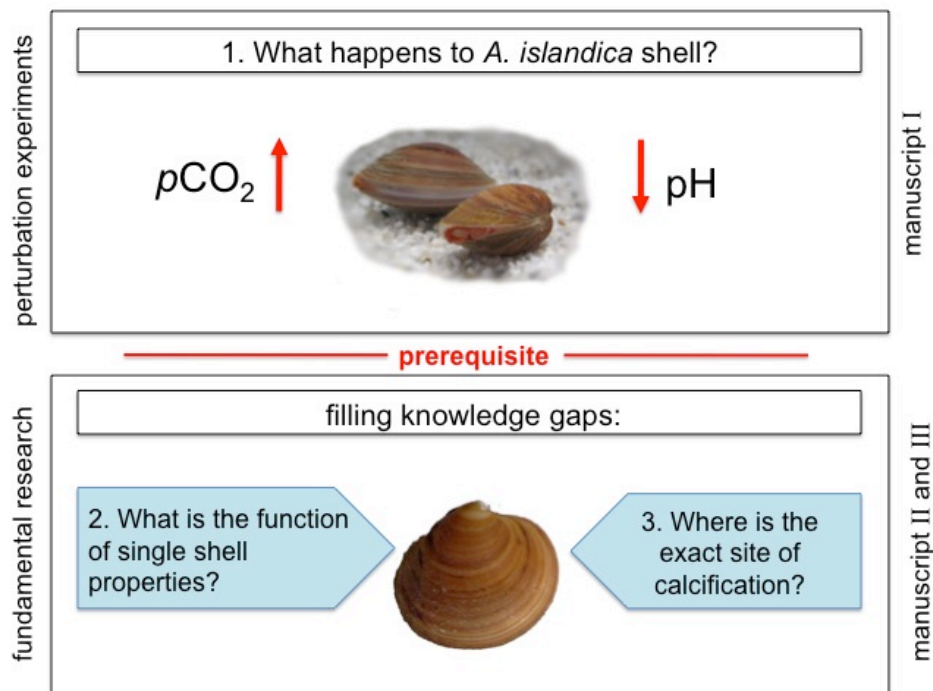 1. What happens to A. islandica shell?
perturbation experiments
pCO₂
pH
manuscript I
prerequisite
filling knowledge gaps:
fundamental research
2. What is the function
of single shell
properties?
3. Where is the
exact site of
calcification?
manuscript II and III